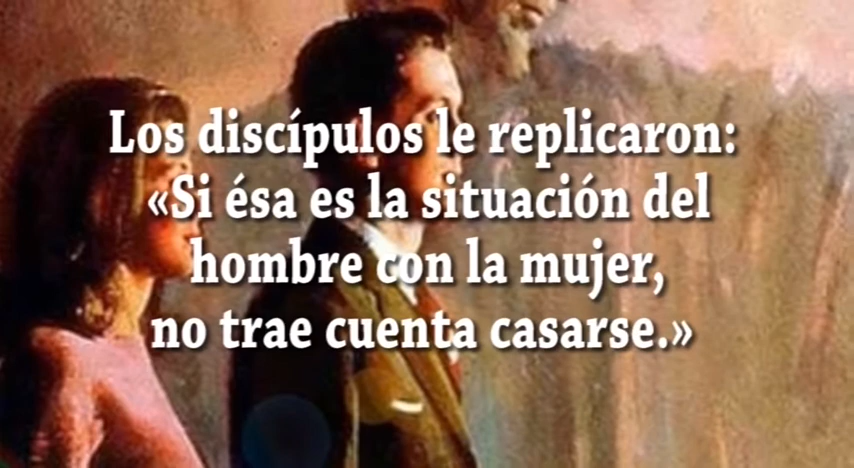 Los discípulos le replicaron:
«Si ésa es la situación del
hombre con la mujer,
no trae cuenta casarse.»